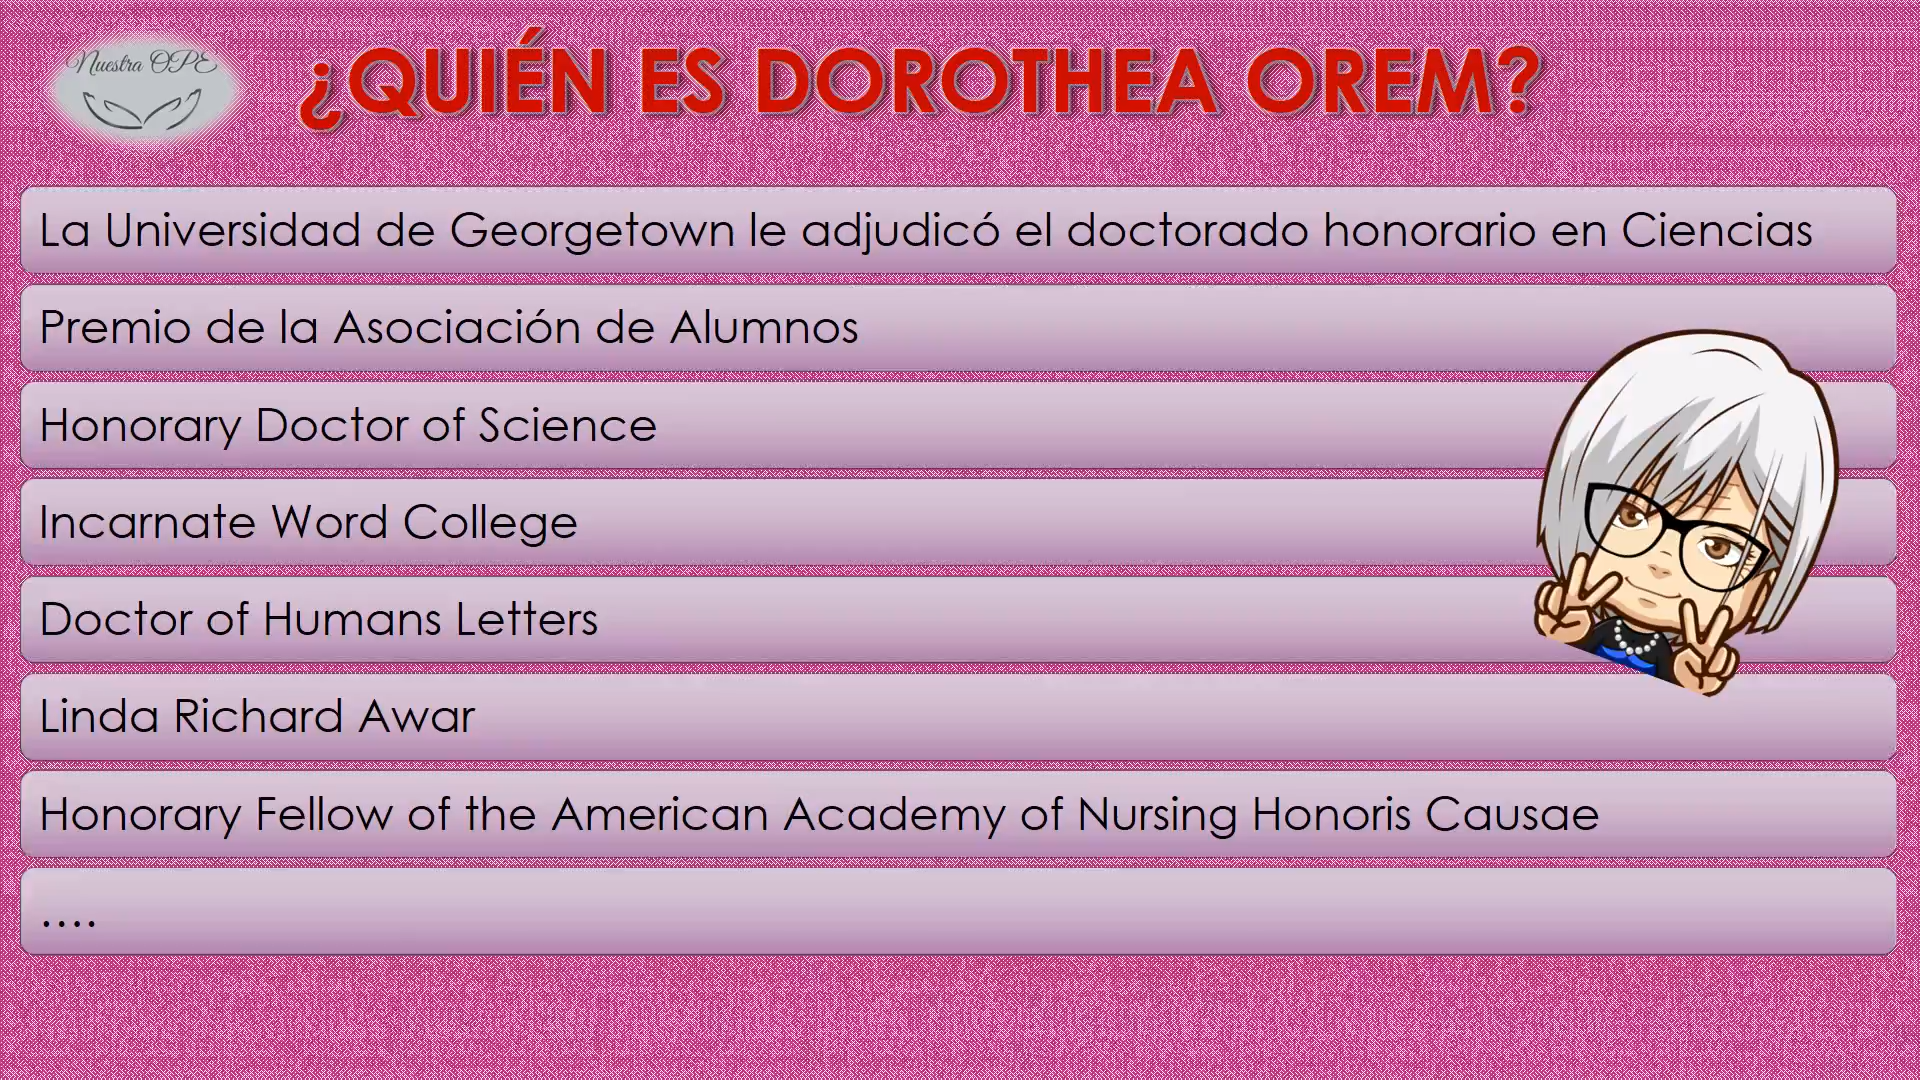 Nuestra OPE
¿QUIÉN ES DOROTHEA OREM?
La Universidad de Georgetown le adjudicó el doctorado honorario en Ciencias
Premio de la Asociación de Alumnos
Honorary Doctor of Science
Incarnate Word College
Doctor of Humans Letters
Linda Richard Awar
Honorary Fellow of the American Academy of Nursing Honoris Causae
….